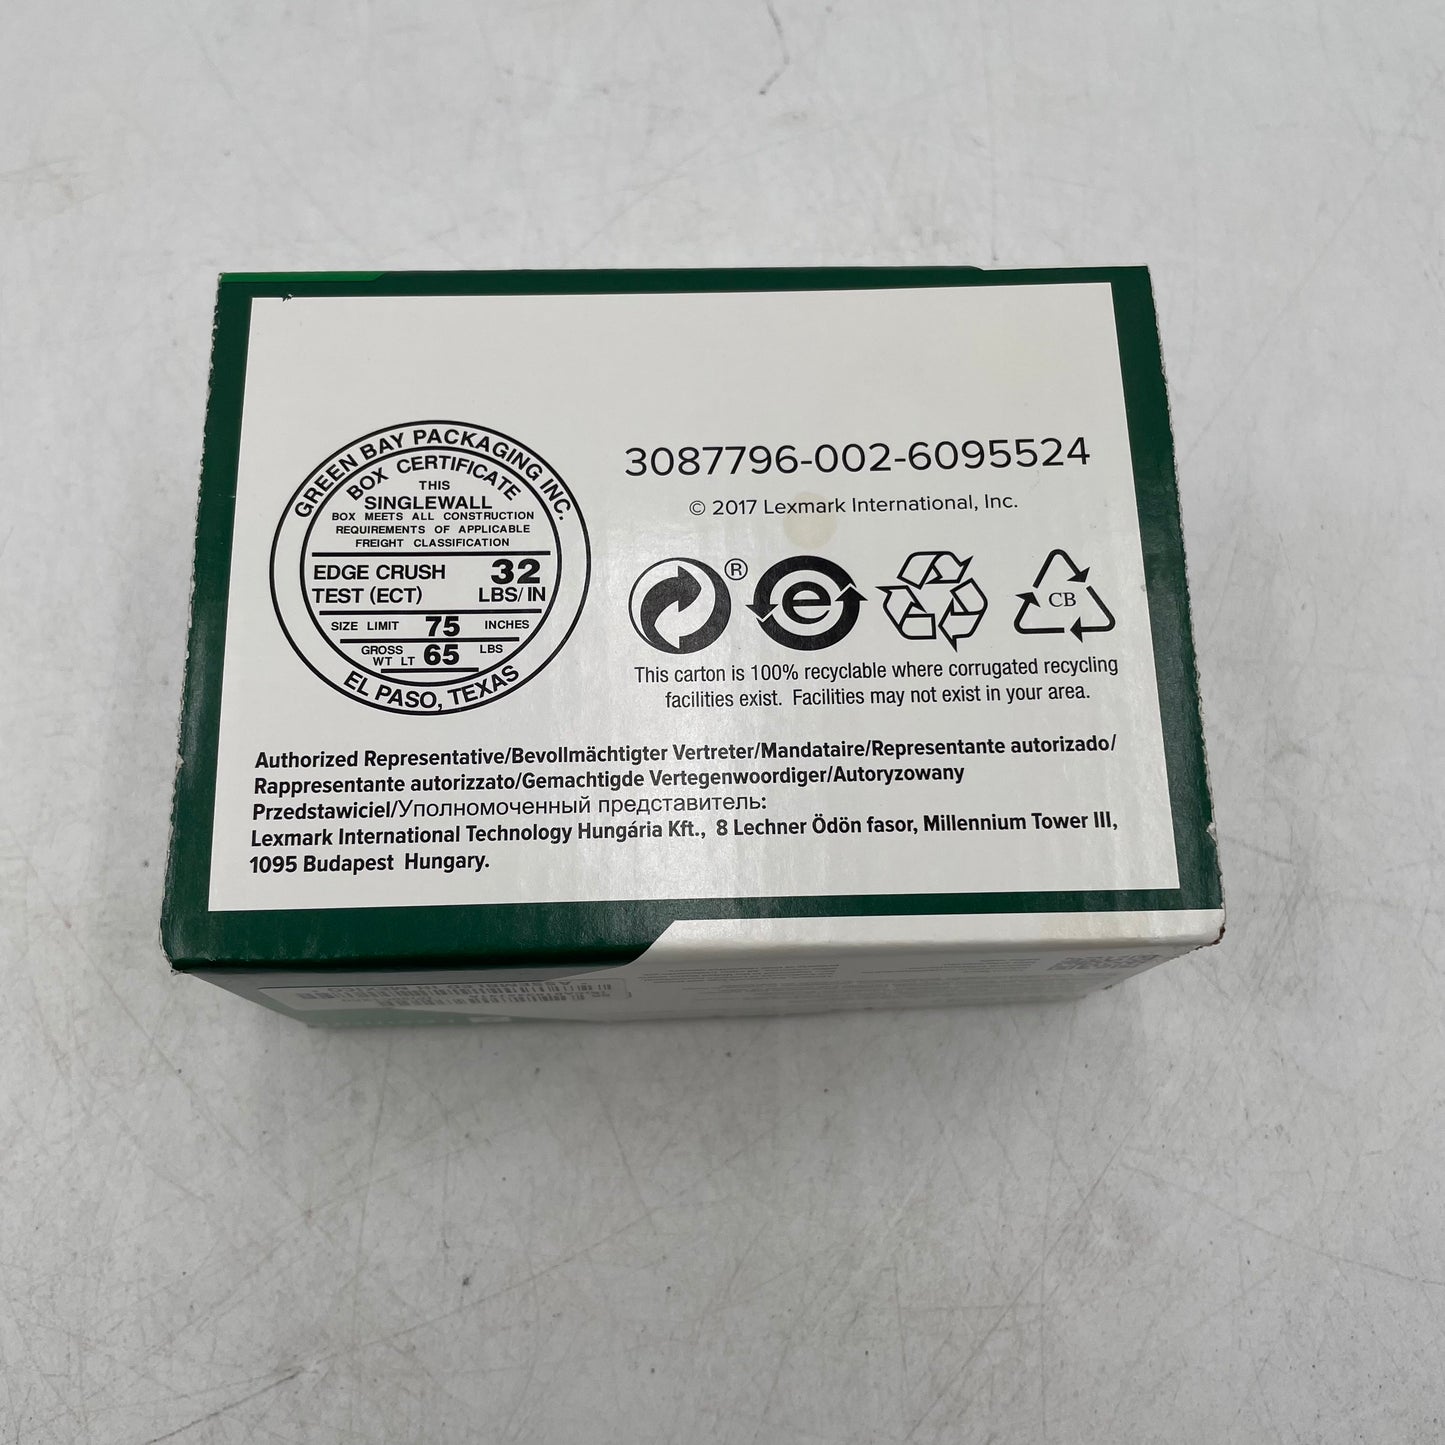 GREEN BAY PACKAGING INC.
BOX CERTIFICATE
THIS
SINGLEWALL
BOX MEETS ALL CONSTRUCTION
REQUIREMENTS OF APPLICABLE
FREIGHT CLASSIFICATION
EDGE CRUSH 32
TEST (ECT) LBS/IN
SIZE LIMIT 75 INCHES
GROSS 65 LBS
WT LT
EL PASO, TEXAS
3087796-002-6095524
© 2017 Lexmark International, Inc.
®
e
CB
This carton is 100% recyclable where corrugated recycling
facilities exist. Facilities may not exist in your area.
Authorized Representative/Bevollmächtigter Vertreter/Mandataire/Representante autorizado/
Rappresentante autorizzato/Gemachtigde Vertegenwoordiger/Autoryzowany
Przedstawiciel/Уполномоченный представитель:
Lexmark International Technology Hungária Kft., 8 Lechner Ödön fasor, Millennium Tower III,
1095 Budapest Hungary.